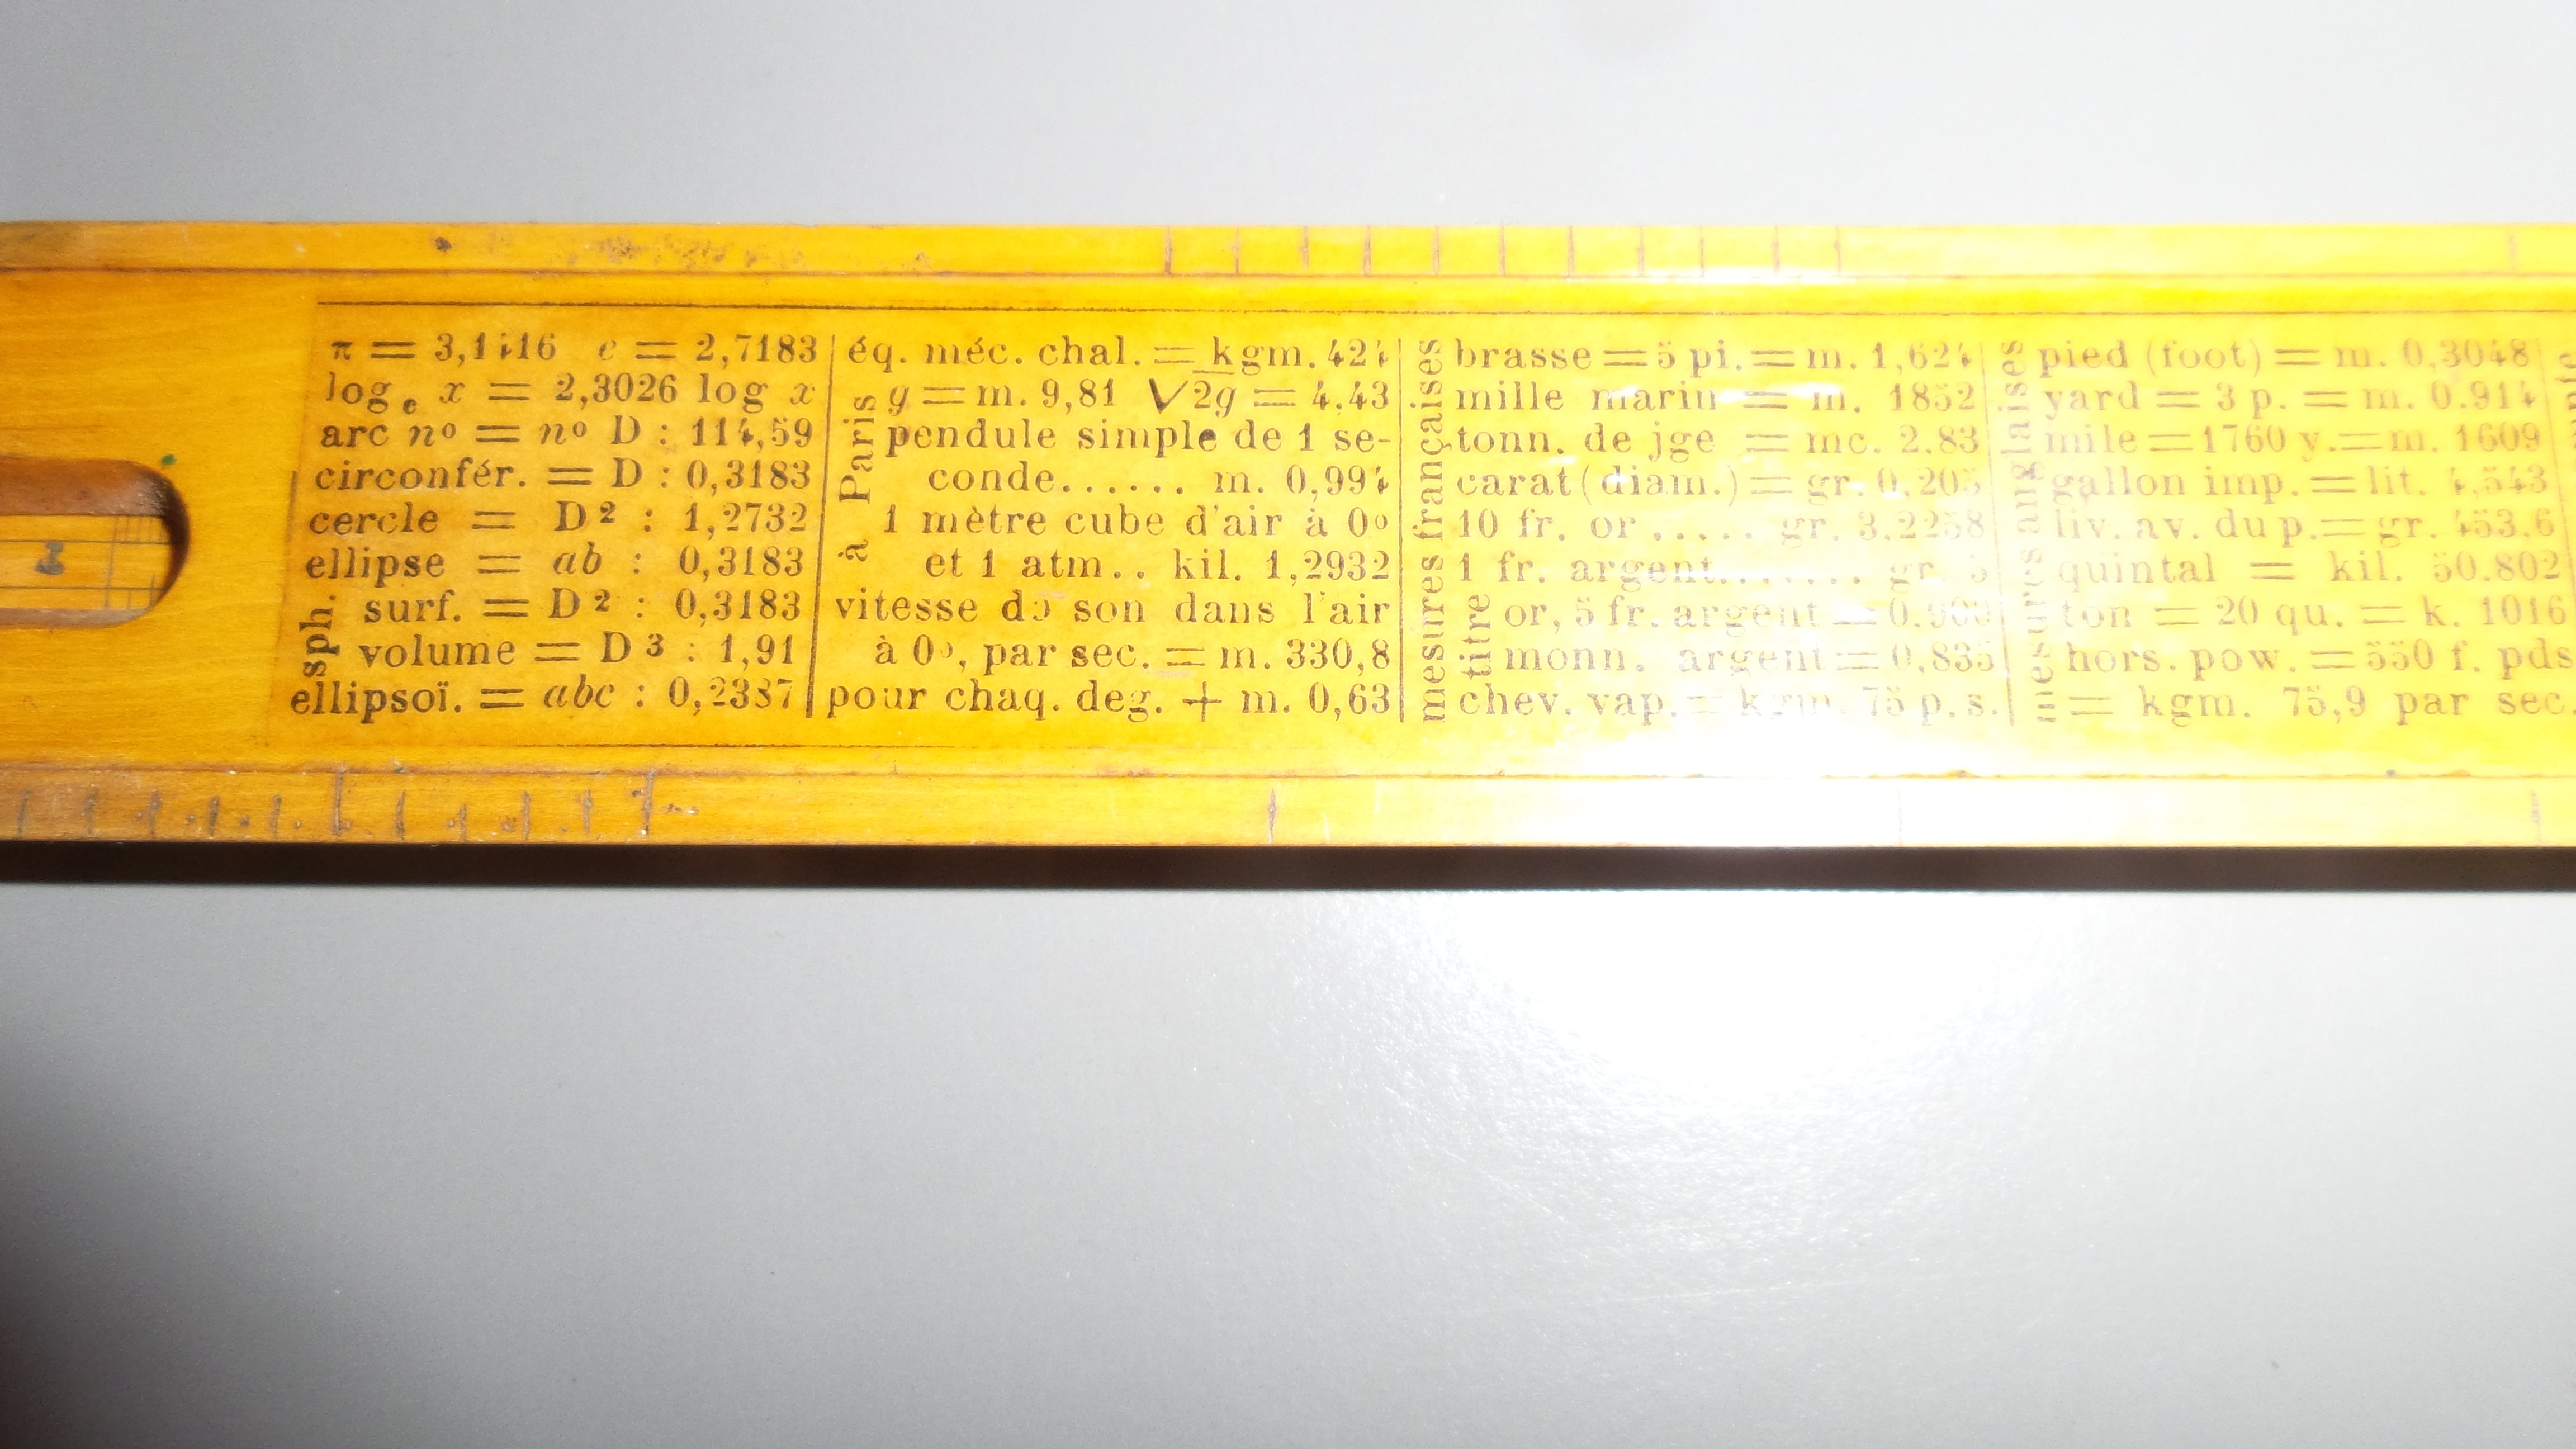 π = 3,1416 e = 2,7183
log e x = 2,3026 log x
arc nº = nº D : 114,59
circonfér. = D : 0,3183
cercle = D² : 1,2732
ellipse = ab : 0,3183
sph.
surf. = D² : 0,3183
volume = D³ : 1,91
ellipsoï. = abc : 0,2387
éq. méc. chal. = kgm. 424
à Paris
g = m. 9,81 √2g = 4,43
pendule simple de 1 se-
conde...... m. 0,994
1 mètre cube d'air à 0º
et 1 atm.. kil. 1,2932
vitesse du son dans l'air
à 0º, par sec. = m. 330,8
pour chaq. deg. + m. 0,63
mesures françaises
brasse = 5 pi. = m. 1,624
mille marin = m. 1852
tonn. de jge = mc. 2,83
carat (diam.) = gr. 0,205
10 fr. or..... gr. 3,2258
1 fr. argent....... gr. 5
titre
or, 5 fr. argent = 0,900
monn. argent = 0,835
chev. vap. = kgm. 75 p. s.
mesures anglaises
pied (foot) = m. 0,3048
yard = 3 p. = m. 0.914
mile = 1760 y. = m. 1609
gallon imp. = lit. 4,543
liv. av. du p. = gr. 453,6
quintal = kil. 50.802
ton = 20 qu. = k. 1016
hors. pow. = 550 f. pds
= kgm. 75,9 par sec.